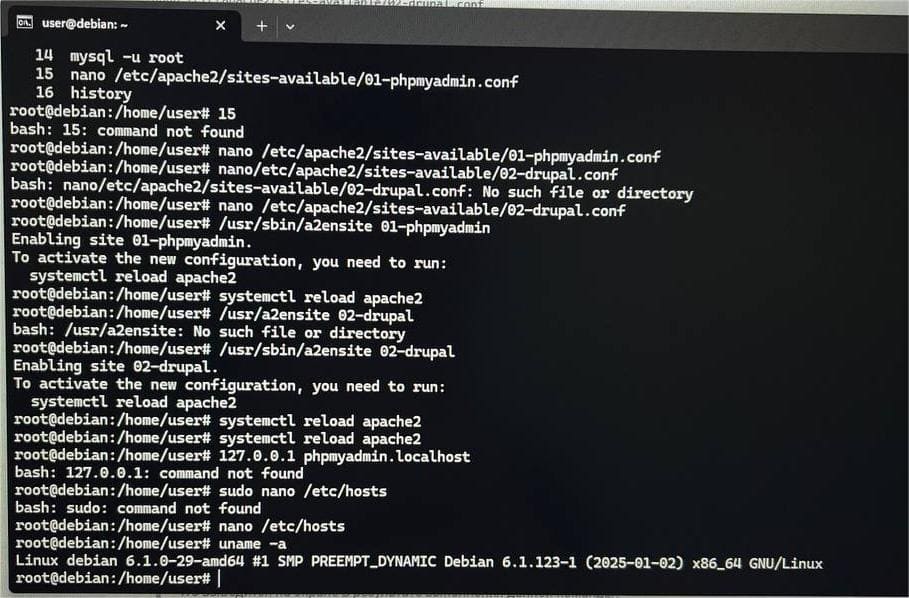 user@debian: ~
14 mysql -u root
15 nano /etc/apache2/sites-available/01-phpmyadmin.conf
16 history
root@debian:/home/user# 15
bash: 15: command not found
root@debian:/home/user# nano /etc/apache2/sites-available/01-phpmyadmin.conf
root@debian:/home/user# nano/etc/apache2/sites-available/02-drupal.conf
bash: nano/etc/apache2/sites-available/02-drupal.conf: No such file or directory
root@debian:/home/user# nano /etc/apache2/sites-available/02-drupal.conf
root@debian:/home/user# /usr/sbin/a2ensite 01-phpmyadmin
Enabling site 01-phpmyadmin.
To activate the new configuration, you need to run:
systemctl reload apache2
root@debian:/home/user# systemctl reload apache2
root@debian:/home/user# /usr/a2ensite 02-drupal
bash: /usr/a2ensite: No such file or directory
root@debian:/home/user# /usr/sbin/a2ensite 02-drupal
Enabling site 02-drupal.
To activate the new configuration, you need to run:
systemctl reload apache2
root@debian:/home/user# systemctl reload apache2
root@debian:/home/user# systemctl reload apache2
root@debian:/home/user# 127.0.0.1 phpmyadmin.localhost
bash: 127.0.0.1: command not found
root@debian:/home/user# sudo nano /etc/hosts
bash: sudo: command not found
root@debian:/home/user# nano /etc/hosts
root@debian:/home/user# uname -a
Linux debian 6.1.0-29-amd64 #1 SMP PREEMPT_DYNAMIC Debian 6.1.123-1 (2025-01-02) x86_64 GNU/Linux
root@debian:/home/user#